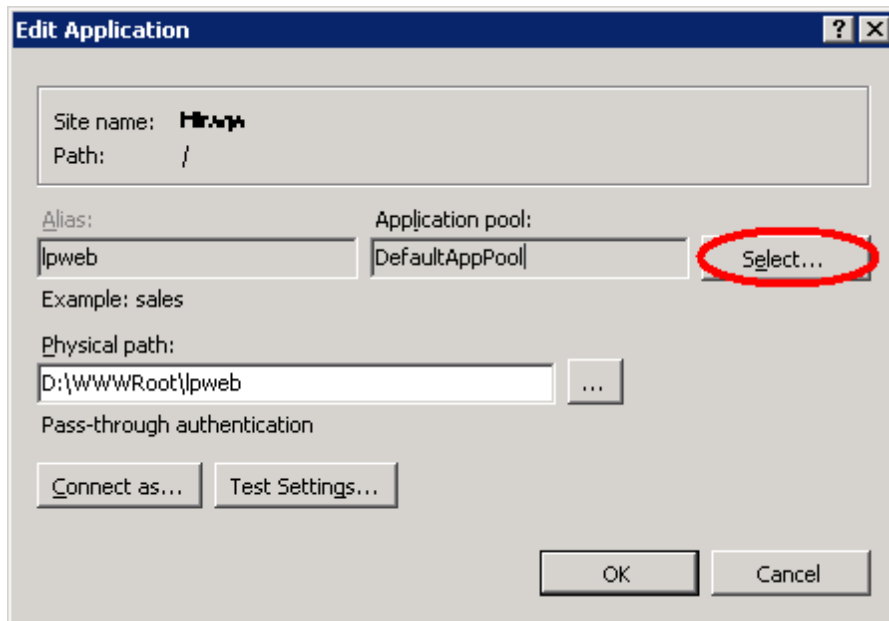 Edit Application
Site name:
Path: /
Alias: Application pool:
lpweb DefaultAppPool Select...
Example: sales
Physical path:
D:\WWWRoot\lpweb ...
Pass-through authentication
Connect as... Test Settings...
OK Cancel